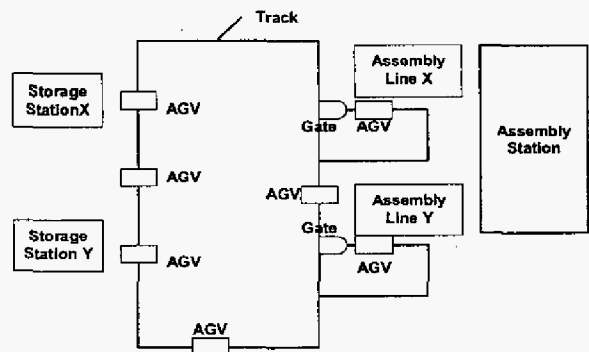 Track
Storage
StationX
AGV
Assembly
Line X
Gate
AGV
Assembly
Station
AGV
AGV
Assembly
Line Y
Storage
Station Y
AGV
Gate
AGV
AGV